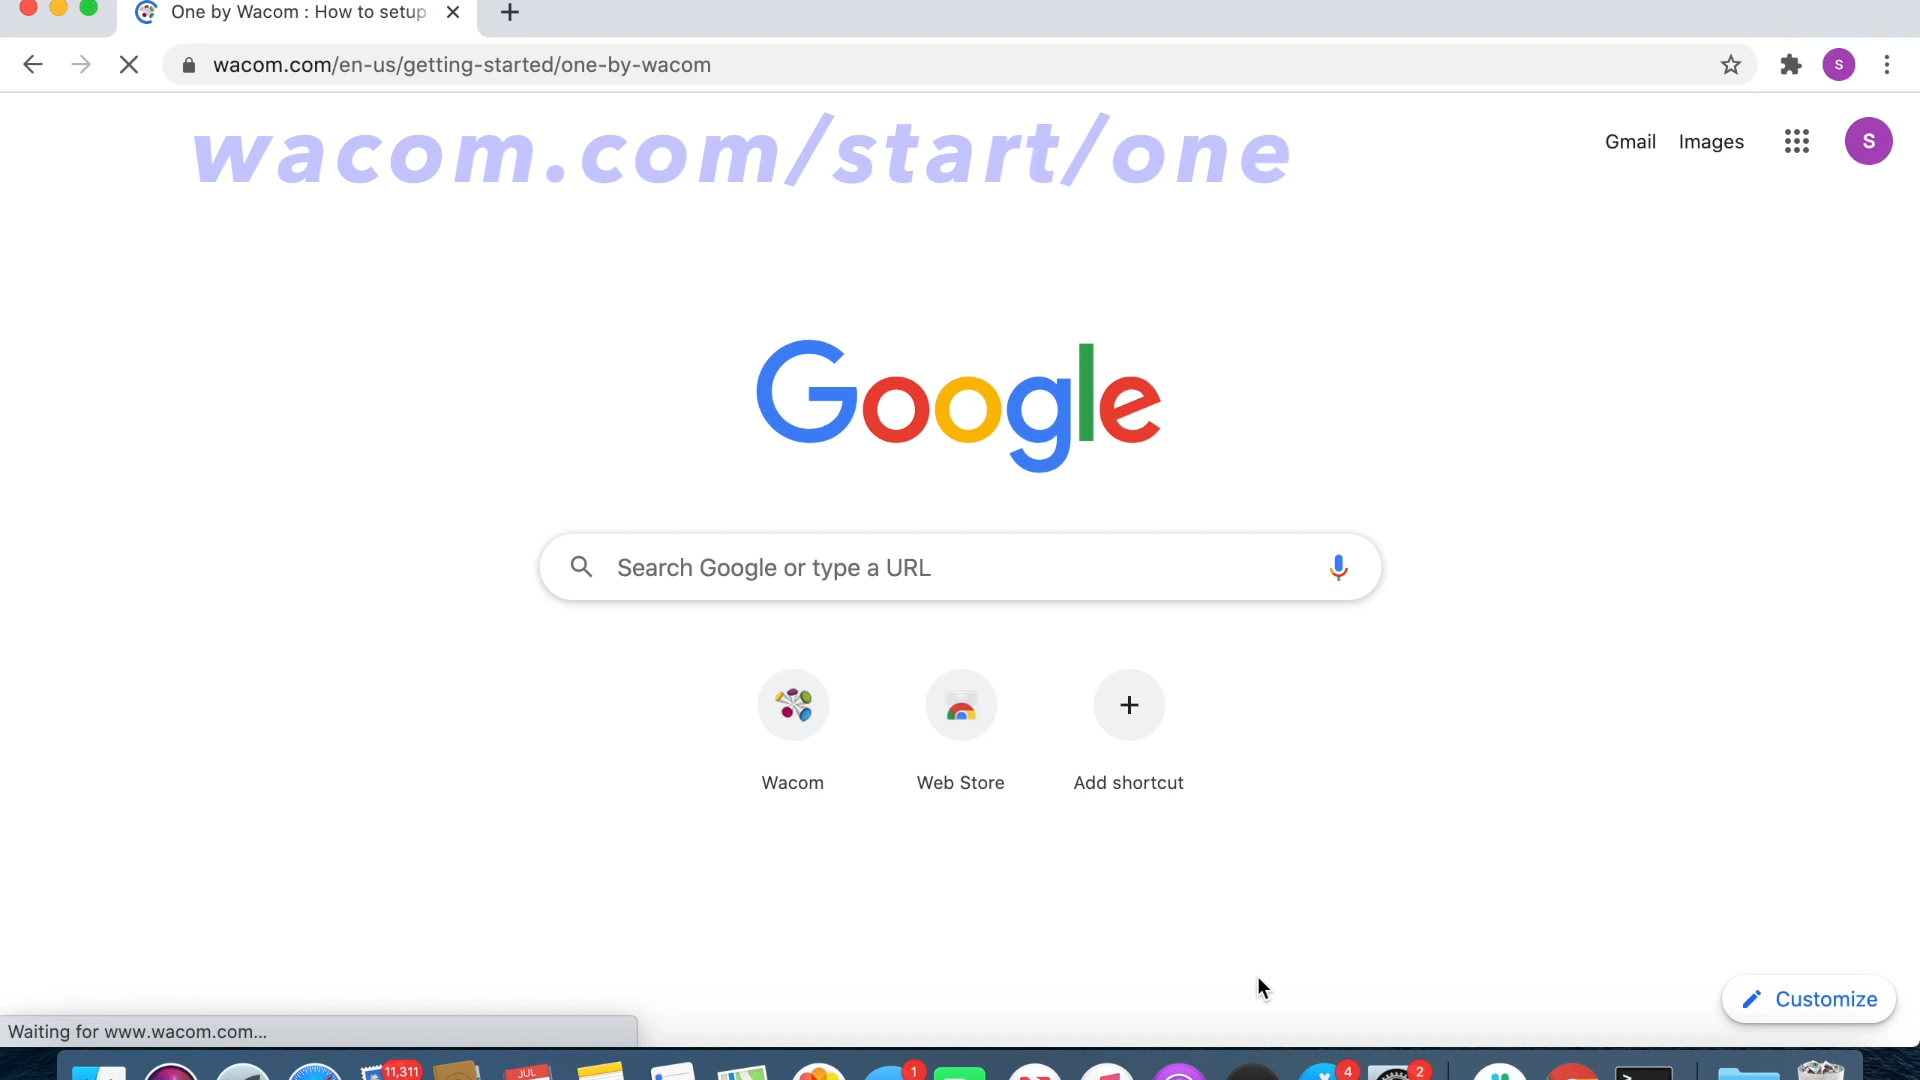 One by Wacom : How to setup
wacom.com/en-us/getting-started/one-by-wacom
S
wacom.com/start/one
Gmail Images
S
Google
Search Google or type a URL
Wacom Web Store Add shortcut
Customize
Waiting for www.wacom.com...
11,311 JUL 1 4 2